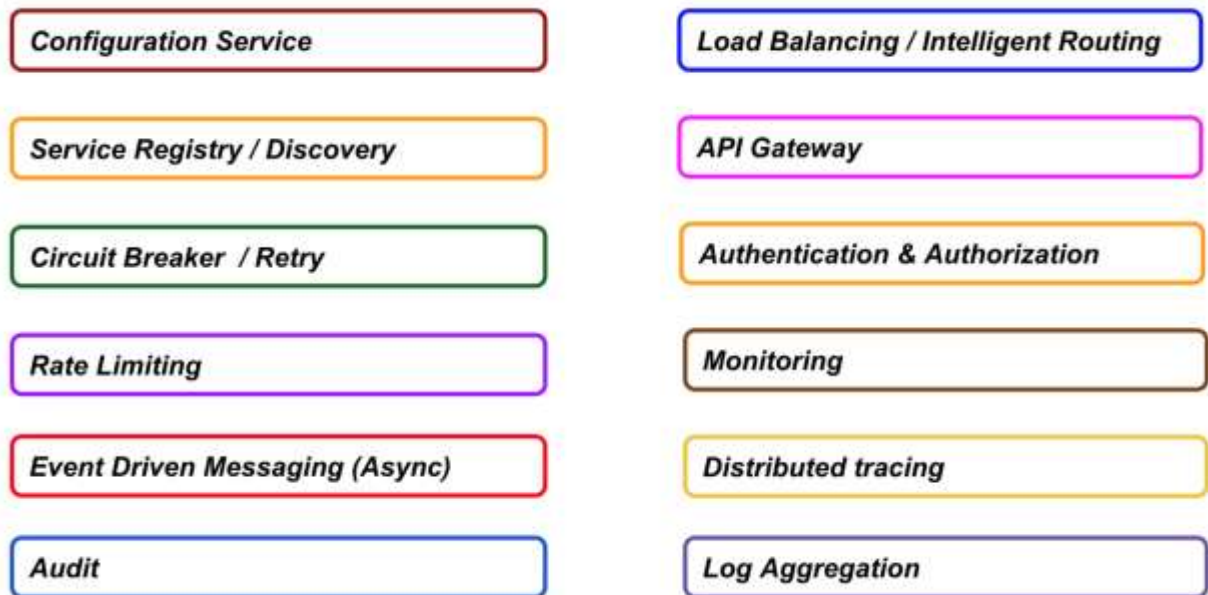 Configuration Service
Load Balancing / Intelligent Routing
Service Registry / Discovery
API Gateway
Circuit Breaker / Retry
Authentication & Authorization
Rate Limiting
Monitoring
Event Driven Messaging (Async)
Distributed tracing
Audit
Log Aggregation